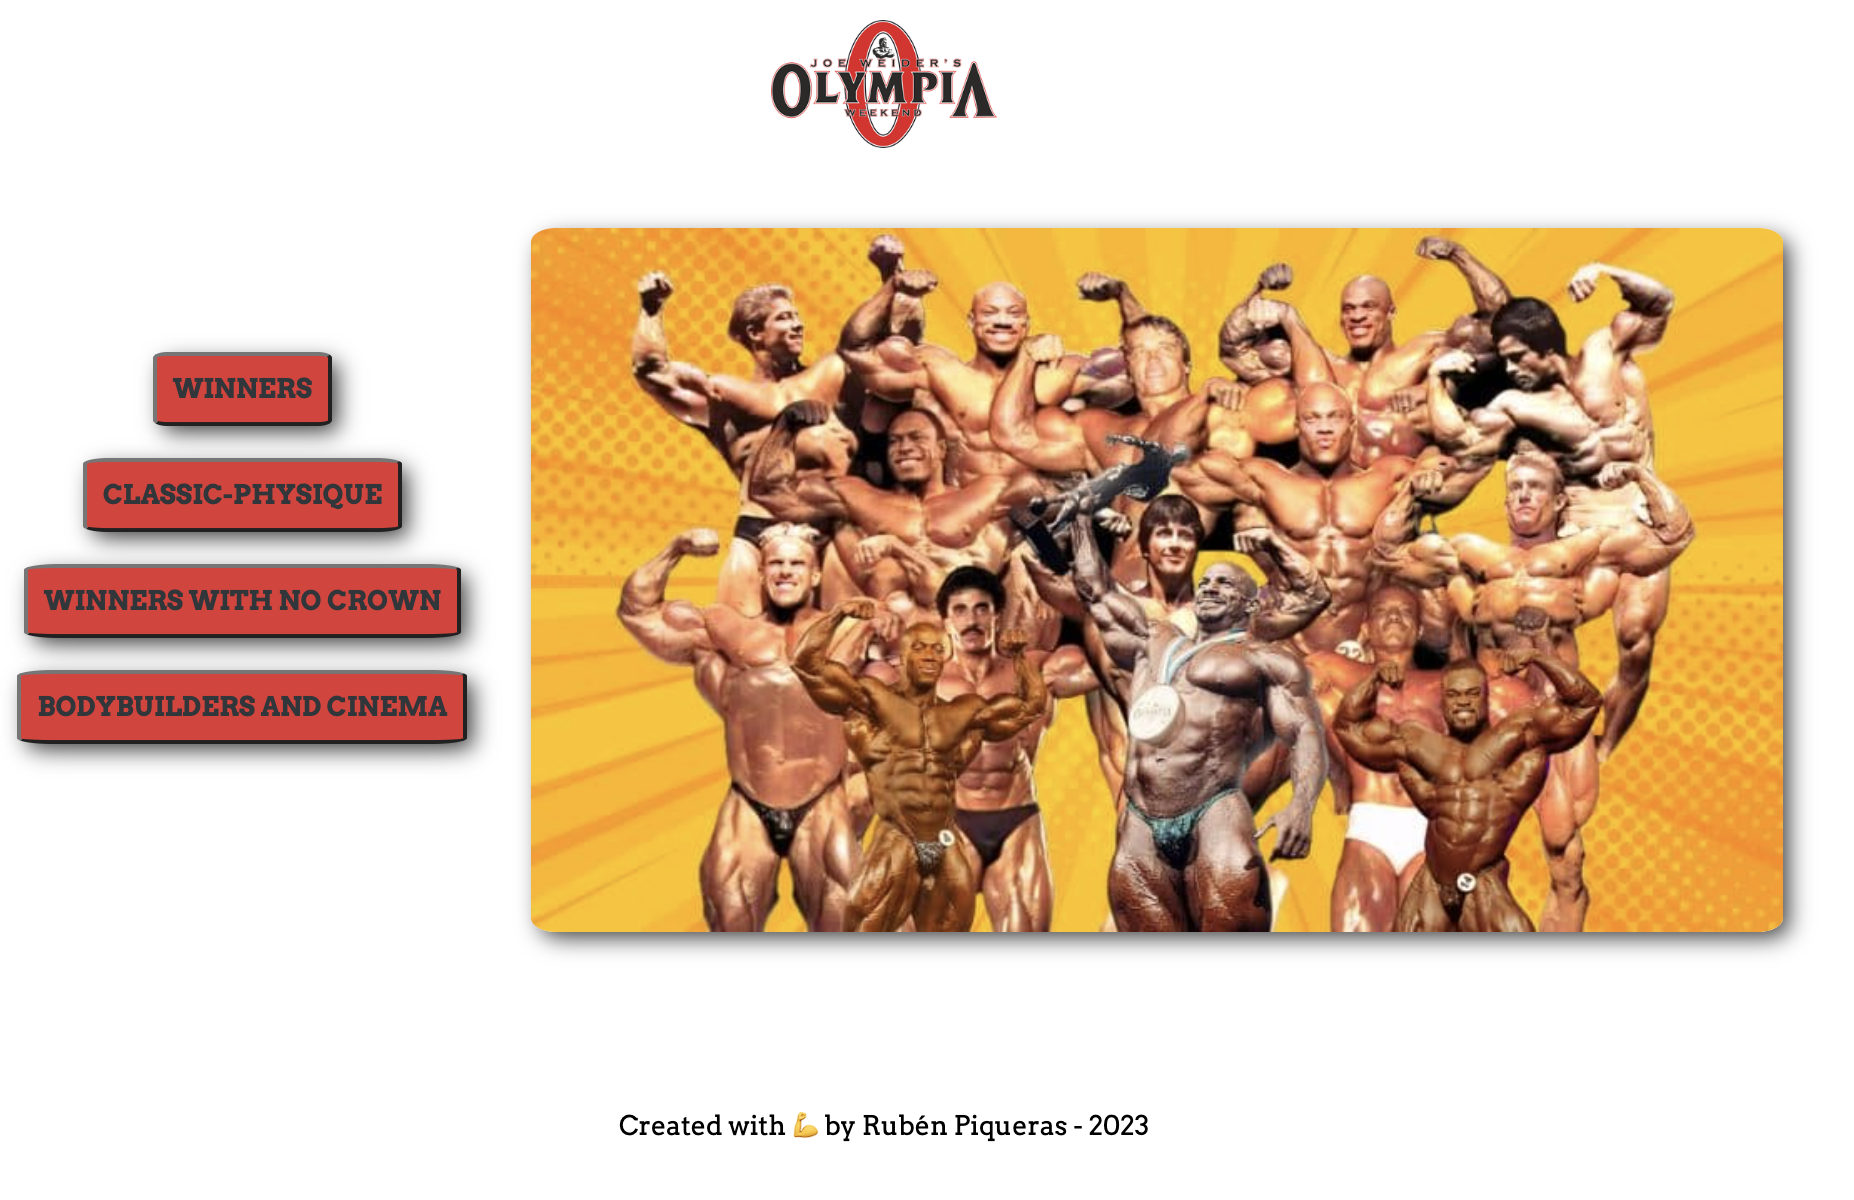 JOE WEIDER'S
OLYMPIA
WEEKEND
WINNERS
CLASSIC-PHYSIQUE
WINNERS WITH NO CROWN
BODYBUILDERS AND CINEMA
Created with 💪 by Rubén Piqueras - 2023